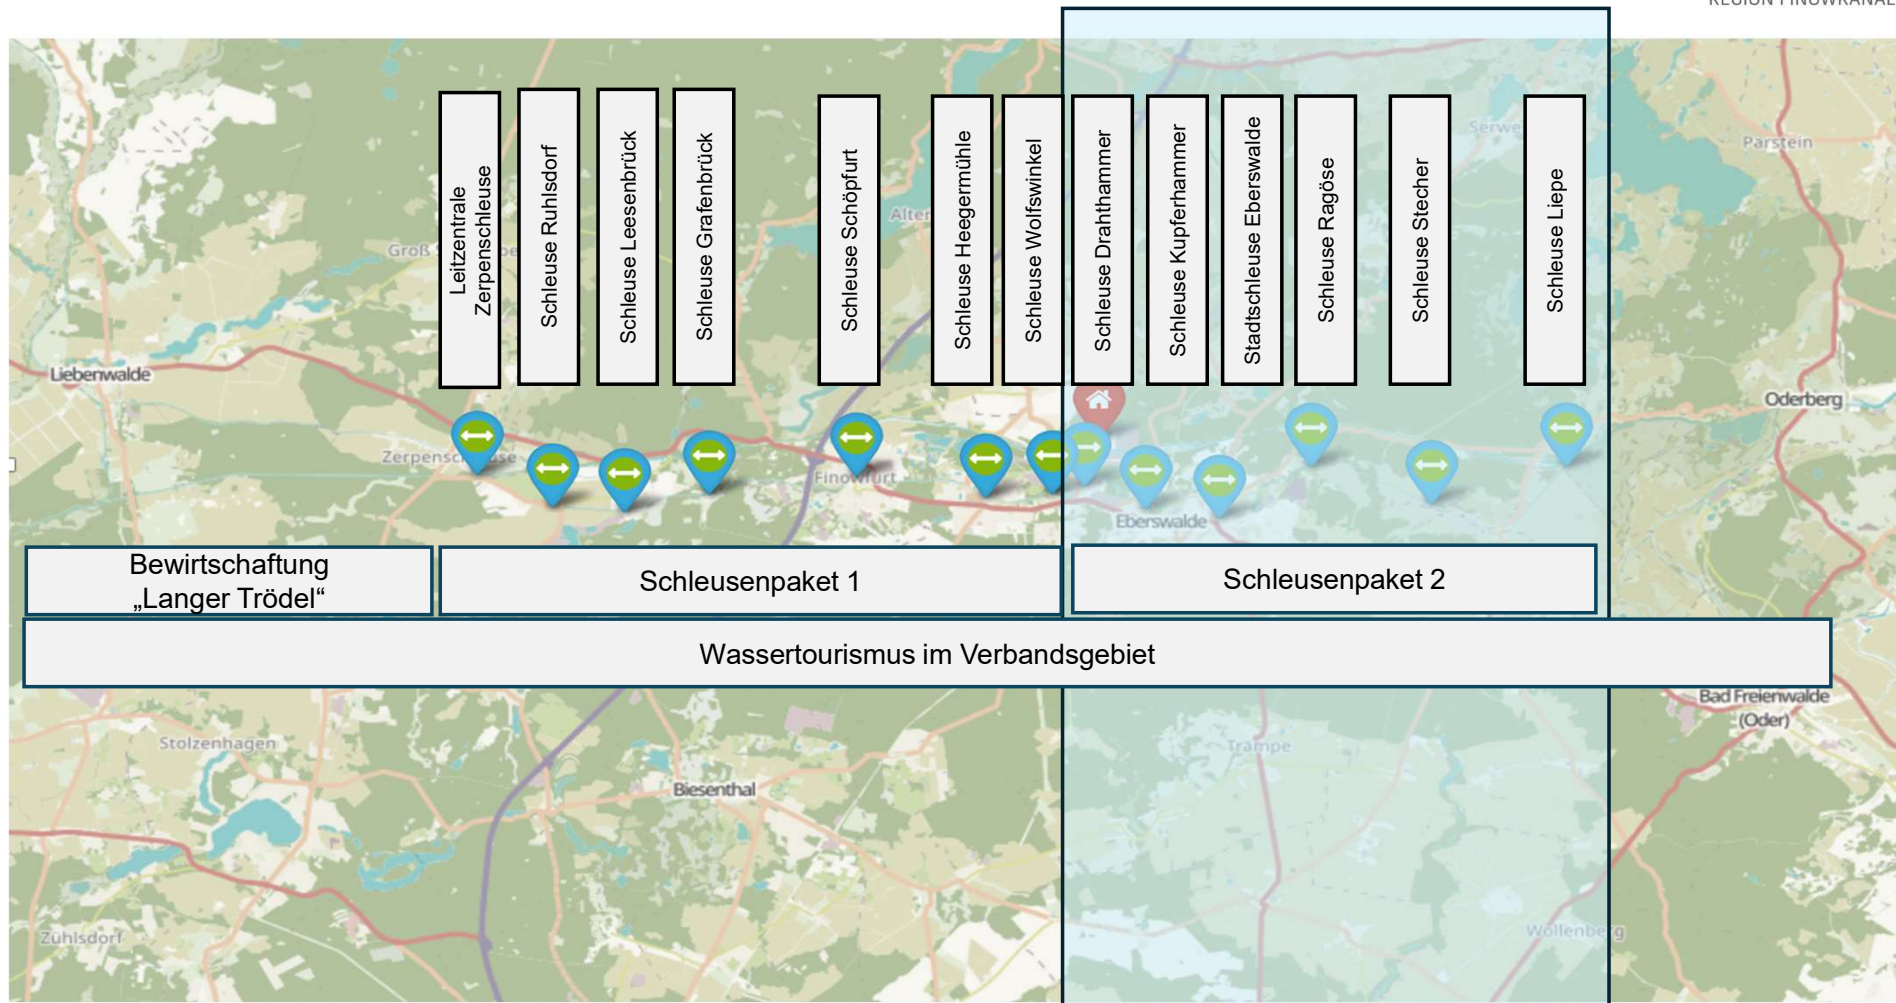 REGION FINOWKANAL
Leitzentrale
Zerpenschleuse
Schleuse Ruhlsdorf
Schleuse Leesenbrück
Schleuse Grafenbrück
Schleuse Schöpfurt
Schleuse Heegermühle
Schleuse Wolfswinkel
Schleuse Drahthammer
Schleuse Kupferhammer
Stadtschleuse Eberswalde
Schleuse Ragöse
Schleuse Stecher
Schleuse Liepe
Serwe
Parstein
Alten
Groß S
be
Liebenwalde
Oderberg
Zerpenschleuse
Finowfurt
Eberswalde
Bewirtschaftung
„Langer Trödel“
Schleusenpaket 1
Schleusenpaket 2
Wassertourismus im Verbandsgebiet
Bad Freienwalde
(Oder)
Stolzenhagen
Trampe
Biesenthal
Zühlsdorf
Wollenberg